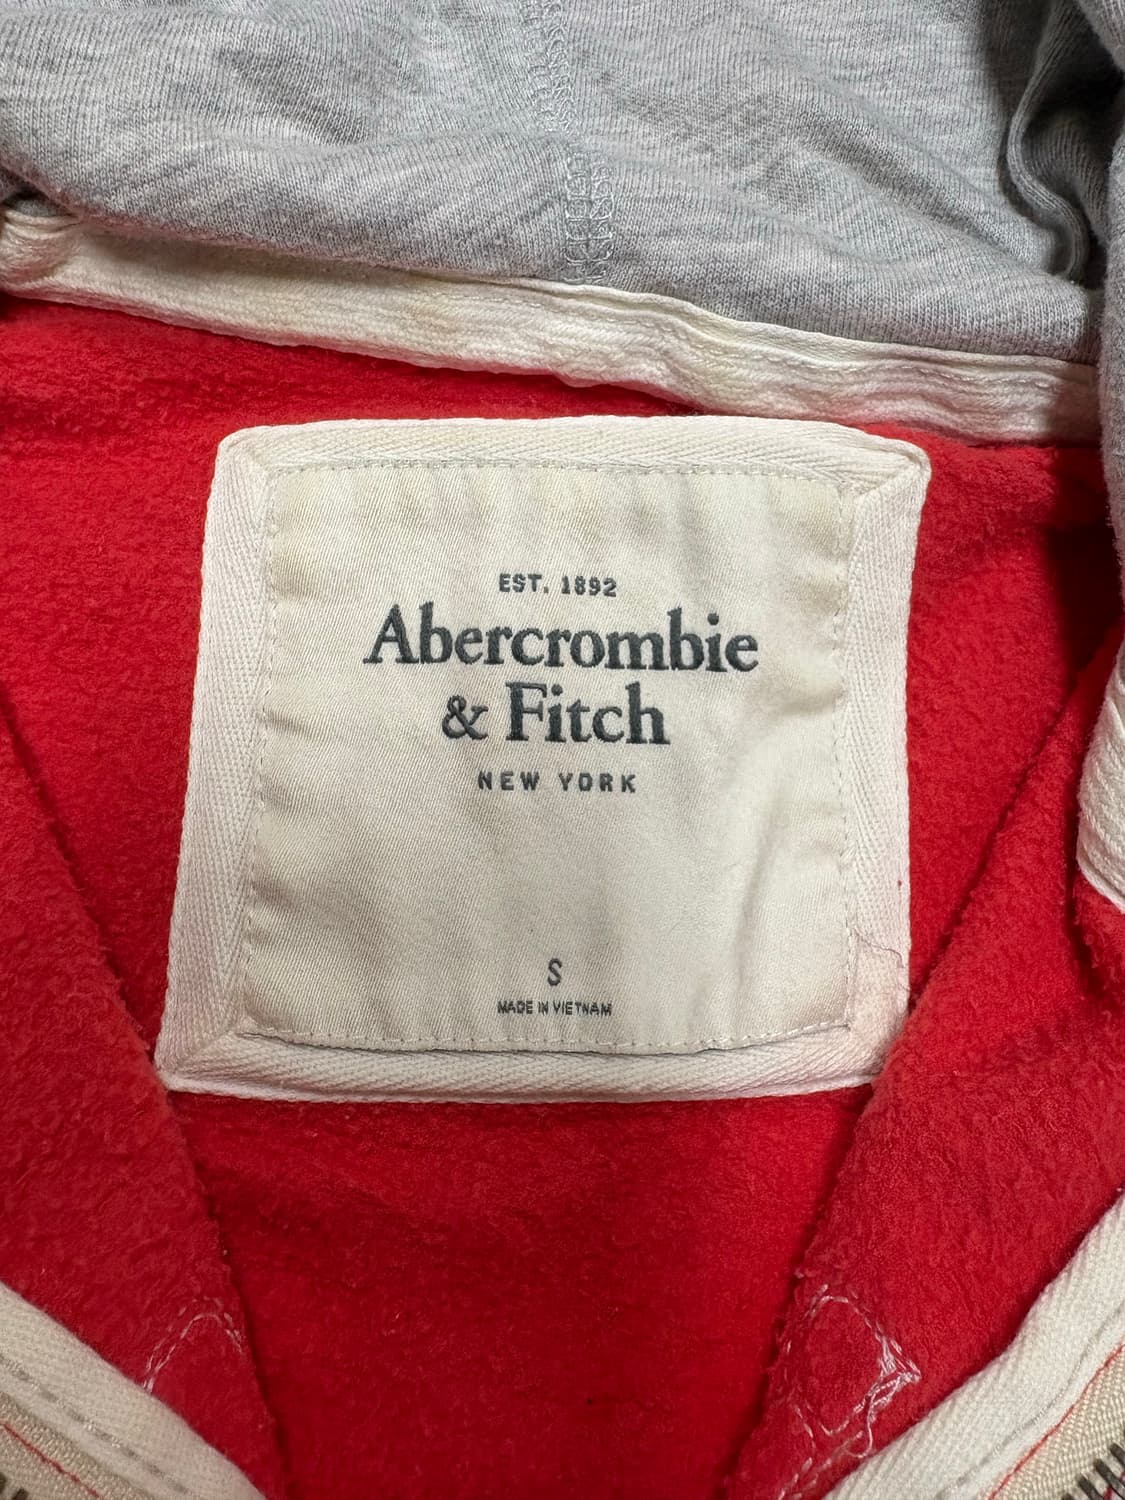 EST. 1892
Abercrombie
& Fitch
NEW YORK
S
MADE IN VIETNAM